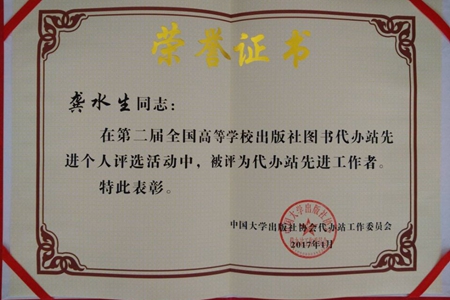 荣誉证书
龚水生同志：
在第二届全国高等学校出版社图书代办站先
进个人评选活动中，被评为代办站先进工作者。
特此表彰。
中国大学出版社协会代办站工作委员会
2017年1月